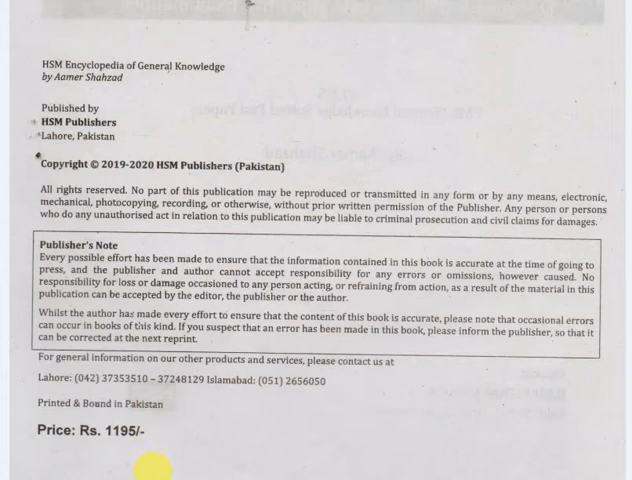 HSM Encyclopedia of General Knowledge
by Aamer Shahzad
Published by
HSM Publishers
Lahore, Pakistan
Copyright © 2019-2020 HSM Publishers (Pakistan)
All rights reserved. No part of this publication may be reproduced or transmitted in any form or by any means, electronic,
mechanical, photocopying, recording, or otherwise, without prior written permission of the Publisher. Any person or persons
who do any unauthorised act in relation to this publication may be liable to criminal prosecution and civil claims for damages.
Publisher's Note
Every possible effort has been made to ensure that the information contained in this book is accurate at the time of going to
press, and the publisher and author cannot accept responsibility for any errors or omissions, however caused. No
responsibility for loss or damage occasioned to any person acting, or refraining from action, as a result of the material in this
publication can be accepted by the editor, the publisher or the author.
Whilst the author has made every effort to ensure that the content of this book is accurate, please note that occasional errors
can occur in books of this kind. If you suspect that an error has been made in this book, please inform the publisher, so that it
can be corrected at the next reprint.
For general information on our other products and services, please contact us at
Lahore: (042) 37353510 – 37248129 Islamabad: (051) 2656050
Printed & Bound in Pakistan
Price: Rs. 1195/-